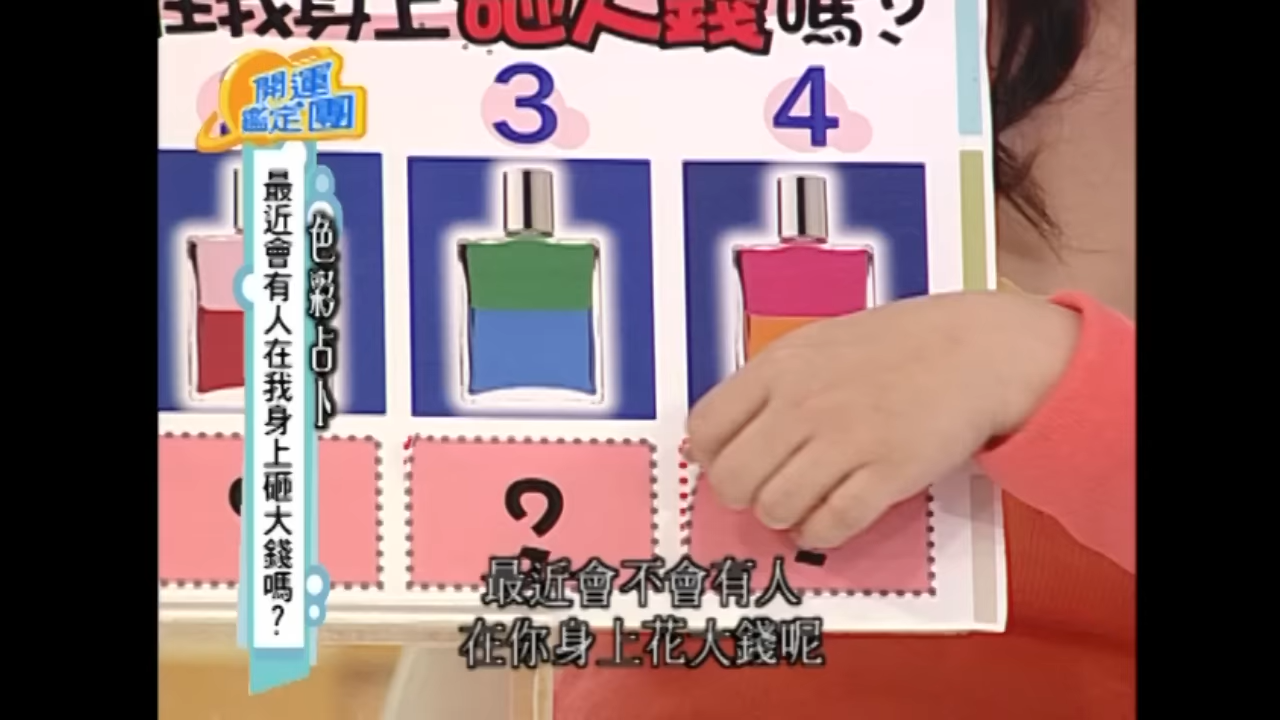 我身上砸大錢嗎？
開運
鑑定團
3
4
色彩占卜
最近會有人在我身上砸大錢嗎？
?
最近會不會有人
在你身上花大錢呢